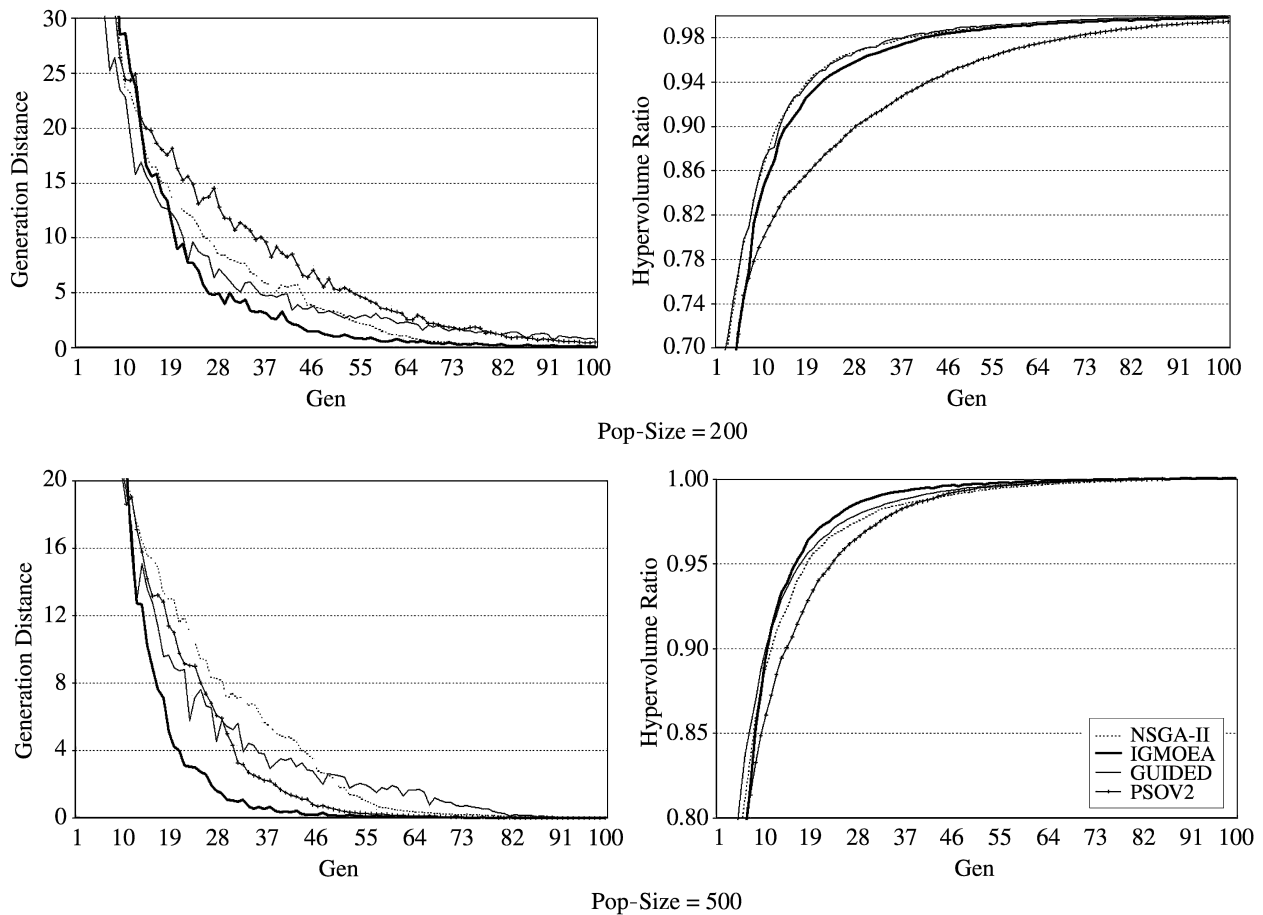 30
25
20
15
10
5
0
Generation Distance
1 10 19 28 37 46 55 64 73 82 91 100
Gen
0.98
0.94
0.90
0.86
0.82
0.78
0.74
0.70
Hypervolume Ratio
1 10 19 28 37 46 55 64 73 82 91 100
Gen
Pop-Size = 200
20
16
12
8
4
0
Generation Distance
1 10 19 28 37 46 55 64 73 82 91 100
Gen
1.00
0.95
0.90
0.85
0.80
Hypervolume Ratio
NSGA-II
IGMOEA
GUIDED
PSOV2
1 10 19 28 37 46 55 64 73 82 91 100
Gen
Pop-Size = 500